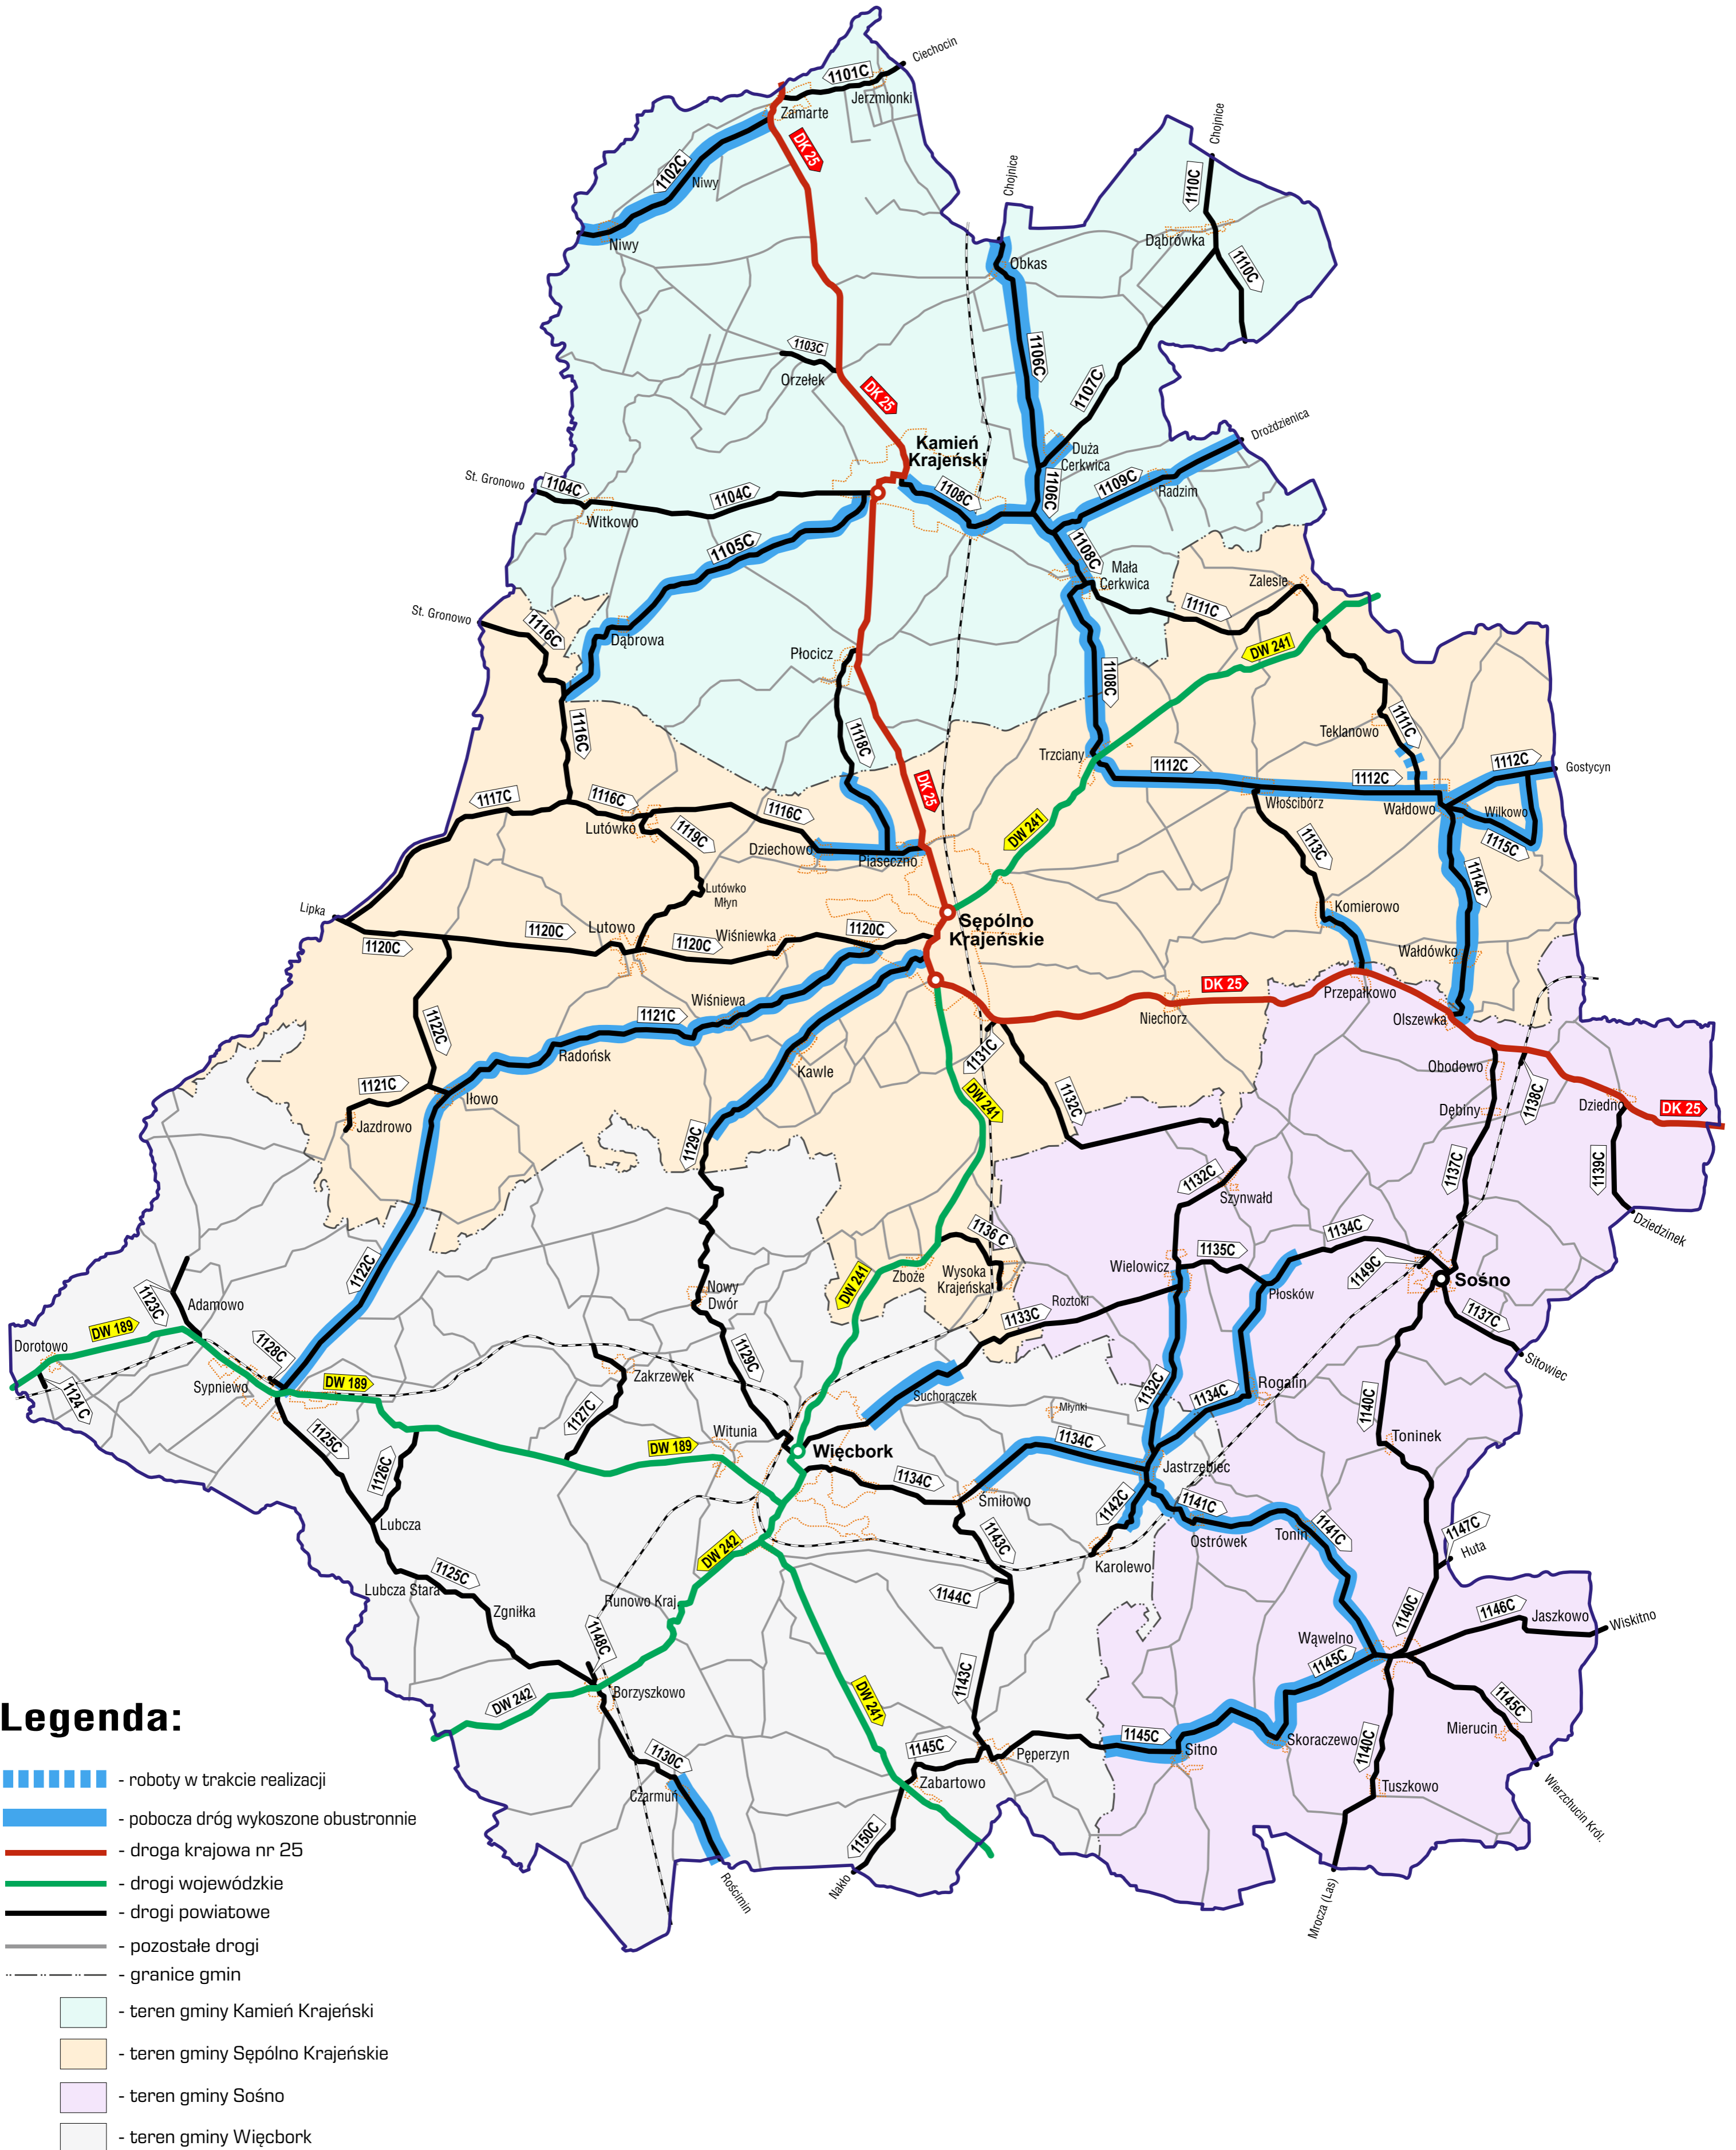 Ciechocin
1101C
Jerzmionki
Zamarte
DK 25
1102C
Niwy
Niwy
Chojnice
Chojnice
1110C
Dąbrówka
1110C
Obkas
1106C
1103C
Orzełek
DK 25
1107C
Kamień
Krajeński
Duża
Cerkwica
Drożdzienica
St. Gronowo
1104C
1104C
Witkowo
1108C
1106C
1109C
Radzim
1105C
1108C
Mała
Cerkwica
Zalesie
1111C
St. Gronowo
1116C
Dąbrowa
Płocicz
DW 241
1108C
1116C
1118C
Trzciany
Teklanowo
1111C
1112C
1112C
1112C
Gostycyn
DK 25
1117C
1116C
Lutówko
1116C
1119C
Dziechowo
Piaseczno
DW 241
Włościbórz
Wałdowo
Wilkowo
1115C
1113C
1114C
Lutówko
Młyn
Lipka
1120C
1120C
Lutowo
1120C
Wiśniewka
1120C
Sępólno
Krajeńskie
Komierowo
Wałdówko
Wiśniewa
1121C
Radońsk
1122C
DK 25
Niechorz
Przepałkowo
Olszewka
1121C
Iłowo
Jazdrowo
Kawle
1131C
DW 241
1132C
Obodowo
Dębiny
1138C
Dziedno
DK 25
1129C
1137C
1139C
1132C
Szynwałd
Dziedzinek
1122C
1136 C
Zboże
Wysoka
Krajeńska
DW 241
Wielowicz
1135C
1134C
1149C
Sośno
Płosków
1123C
Adamowo
Nowy
Dwór
Roztoki
1133C
1137C
DW 189
Dorotowo
1128C
1129C
Sitowiec
1124 C
Sypniewo
DW 189
Zakrzewek
1127C
Suchorączek
1132C
1134C
Rogalin
Młynki
1140C
1125C
1126C
DW 189
Witunia
Więcbork
1134C
1134C
Jastrzębiec
Toninek
Śmiłowo
1142C
1141C
Ostrówek
Tonin
1141C
Lubcza
1143C
1147C
Huta
DW 242
Karolewo
1125C
Lubcza Stara
Zgniłka
Runowo Kraj.
1144C
1148C
1140C
1146C
Jaszkowo
Wiskitno
Wąwelno
1145C
1143C
DW 242
Borzyszkowo
DW 241
1145C
Mierucin
1145C
Sitno
Skoraczewo
1140C
1145C
Pęperzyn
Zabartowo
Tuszkowo
1130C
Czarmuń
1150C
Wierzchucin Król.
Rościmin
Nakło
Mrocza (Las)
Legenda:
- roboty w trakcie realizacji
- pobocza dróg wykoszone obustronnie
- droga krajowa nr 25
- drogi wojewódzkie
- drogi powiatowe
- pozostałe drogi
- granice gmin
- teren gminy Kamień Krajeński
- teren gminy Sępólno Krajeńskie
- teren gminy Sośno
- teren gminy Więcbork